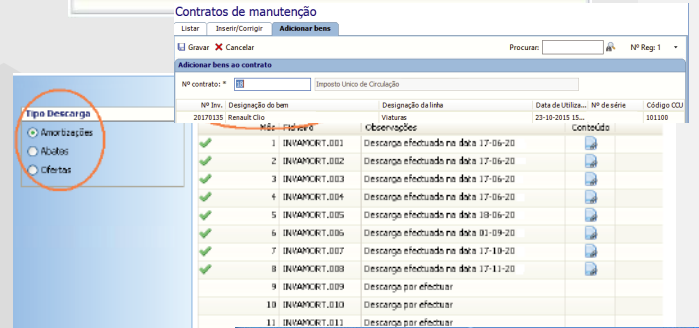 Contratos de manutenção
Listar Inserir/Corrigir Adicionar bens
Gravar Cancelar Procurar: Nº Reg: 1
Adicionar bens ao contrato
Nº contrato: * Imposto Unico de Circulação
Nº Inv. Designação do bem Designação da linha Data de Utiliza... Nº de série Código CCU
20170135 Renault Clio Viaturas 23-10-2015 15... 101100
Tipo Descarga
Amortizações
Abates
Ofertas
Mês Ficheiro Observações Conteúdo
1 INVAMORT.001 Descarga efectuada na data 17-06-20
2 INVAMORT.002 Descarga efectuada na data 17-06-20
3 INVAMORT.003 Descarga efectuada na data 17-06-20
4 INVAMORT.004 Descarga efectuada na data 17-06-20
5 INVAMORT.005 Descarga efectuada na data 18-06-20
6 INVAMORT.006 Descarga efectuada na data 01-09-20
7 INVAMORT.007 Descarga efectuada na data 17-10-20
8 INVAMORT.008 Descarga efectuada na data 17-11-20
9 INVAMORT.009 Descarga por efectuar
10 INVAMORT.010 Descarga por efectuar
11 INVAMORT.011 Descarga por efectuar